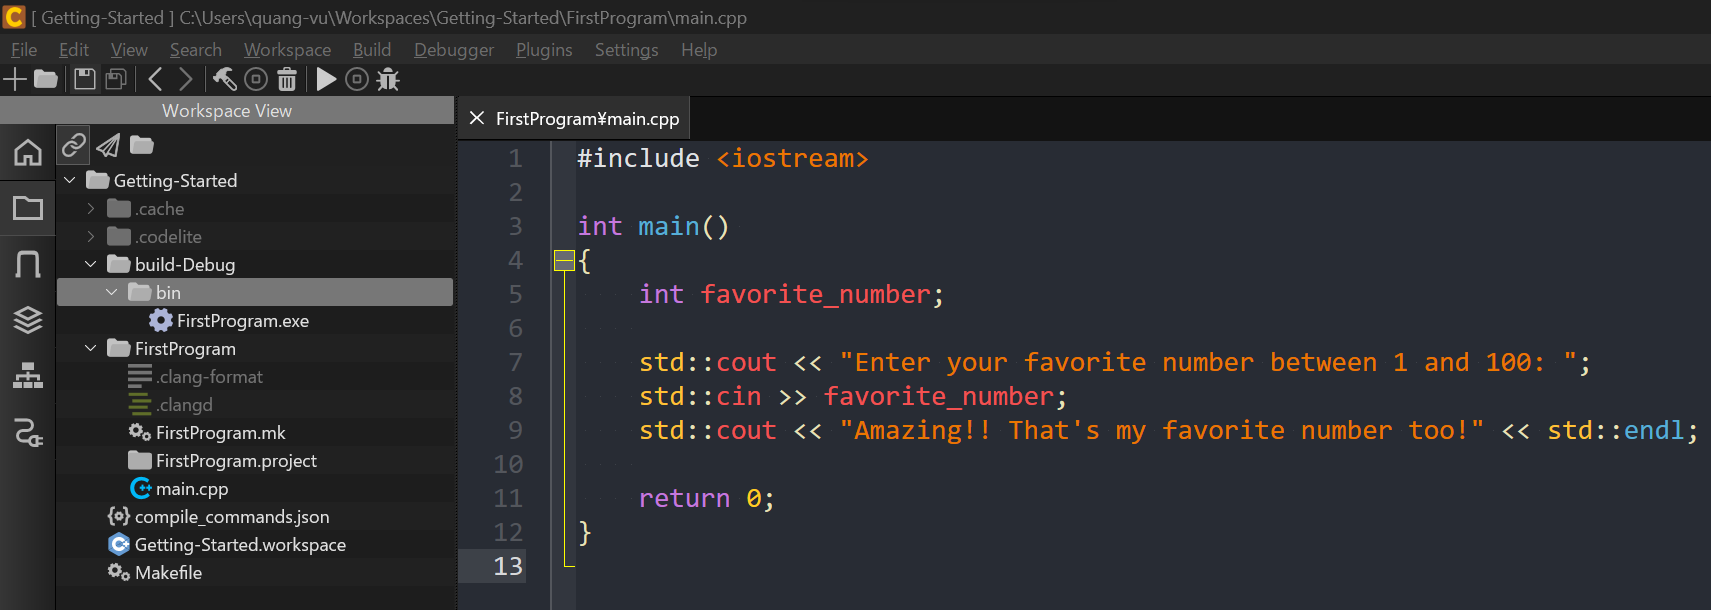 [ Getting-Started ] C:\Users\quang-vu\Workspaces\Getting-Started\FirstProgram\main.cpp
File Edit View Search Workspace Build Debugger Plugins Settings Help
Workspace View
Getting-Started
.cache
.codelite
build-Debug
bin
FirstProgram.exe
FirstProgram
.clang-format
.clangd
FirstProgram.mk
FirstProgram.project
main.cpp
compile_commands.json
Getting-Started.workspace
Makefile
FirstProgram¥main.cpp
1 #include <iostream>
2
3 int main()
4 {
5     int favorite_number;
6
7     std::cout << "Enter your favorite number between 1 and 100: ";
8     std::cin >> favorite_number;
9     std::cout << "Amazing!! That's my favorite number too!" << std::endl;
10
11     return 0;
12 }
13